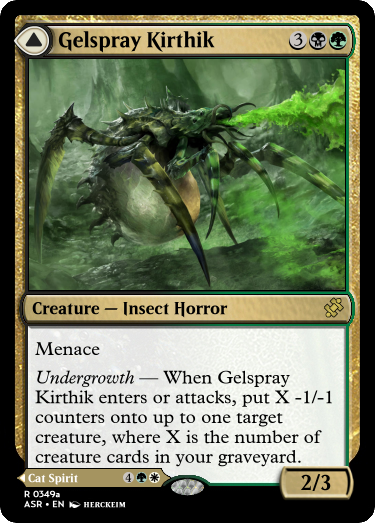 Gelspray Kirthik 3
Creature — Insect Horror
Menace
Undergrowth — When Gelspray
Kirthik enters or attacks, put X -1/-1
counters onto up to one target
creature, where X is the number of
creature cards in your graveyard.
Cat Spirit 4
2/3
R 0349a
ASR • EN HERCKEIM